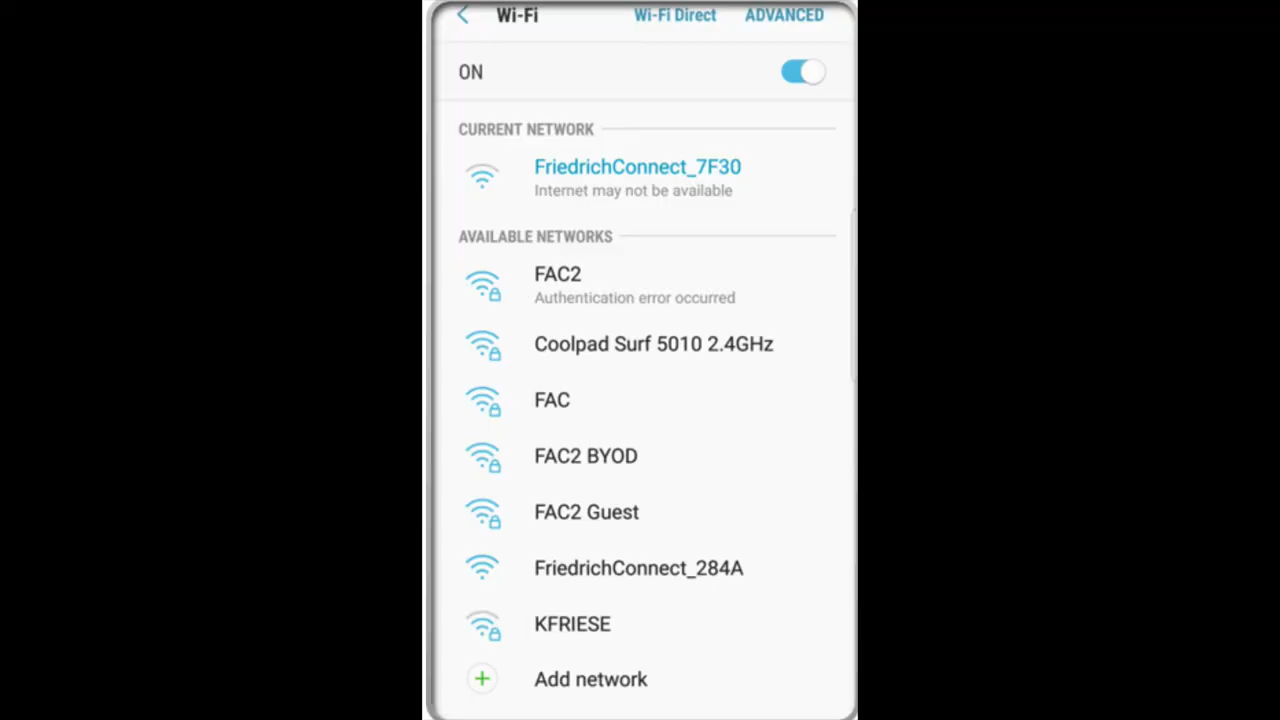 Wi-Fi Wi-Fi Direct ADVANCED
ON
CURRENT NETWORK
FriedrichConnect_7F30
Internet may not be available
AVAILABLE NETWORKS
FAC2
Authentication error occurred
Coolpad Surf 5010 2.4GHz
FAC
FAC2 BYOD
FAC2 Guest
FriedrichConnect_284A
KFRIESE
Add network